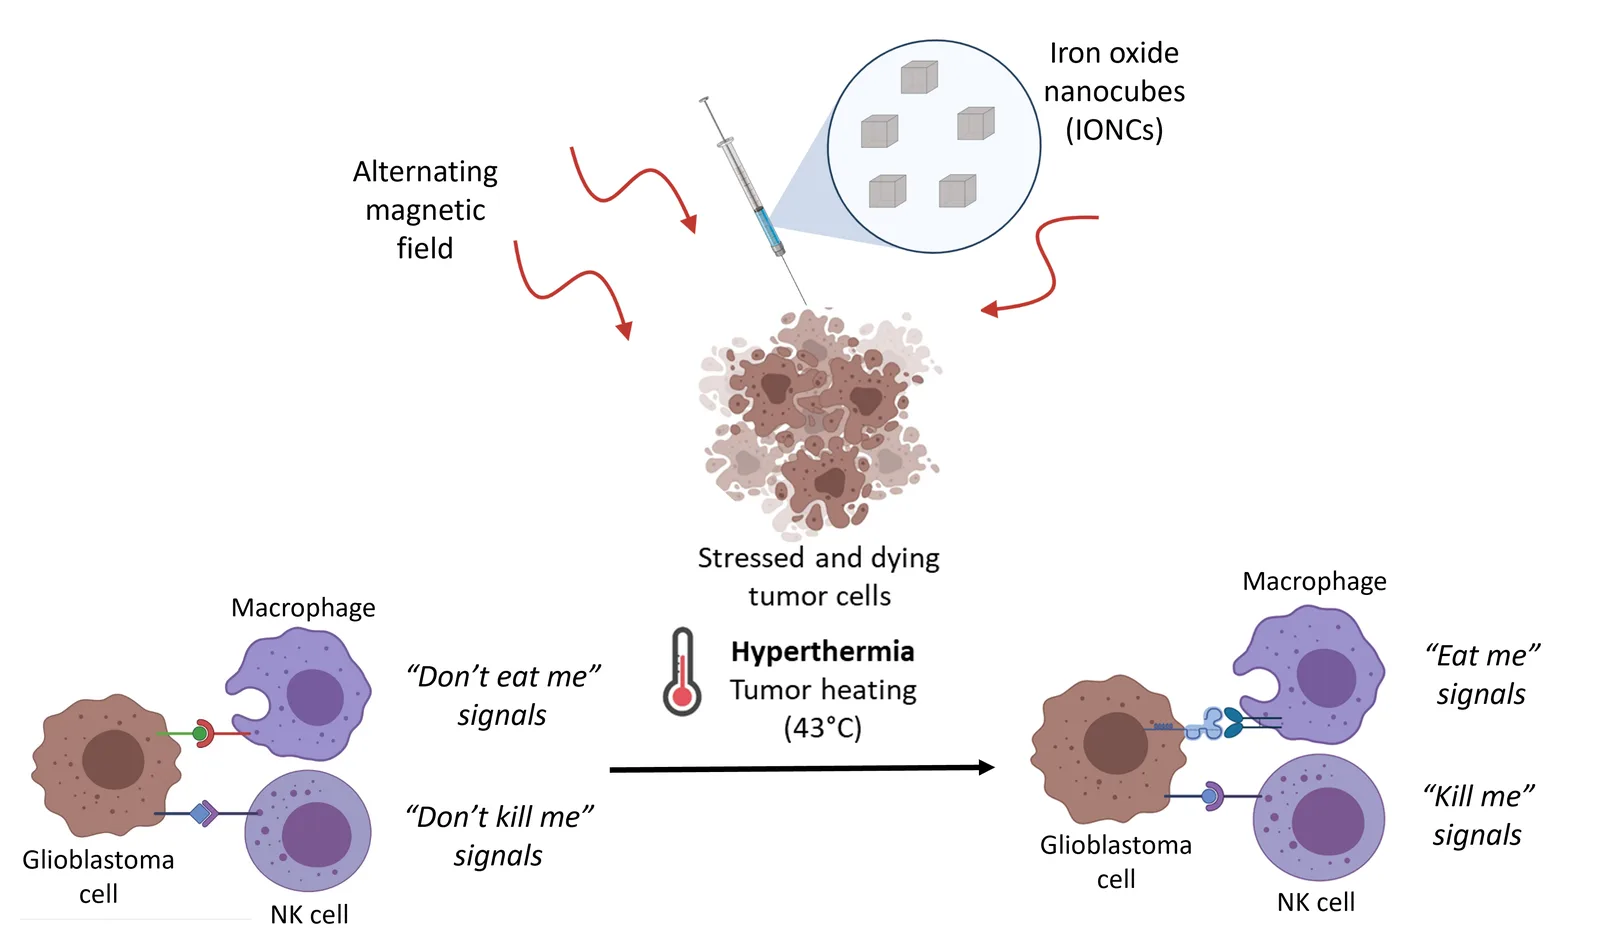 Iron oxide
nanocubes
(IONCs)
Alternating
magnetic
field
Stressed and dying
tumor cells
Hyperthermia
Tumor heating
(43°C)
Macrophage
“Don’t eat me”
signals
“Don’t kill me”
signals
Glioblastoma
cell
NK cell
Macrophage
“Eat me”
signals
“Kill me”
signals
Glioblastoma
cell
NK cell